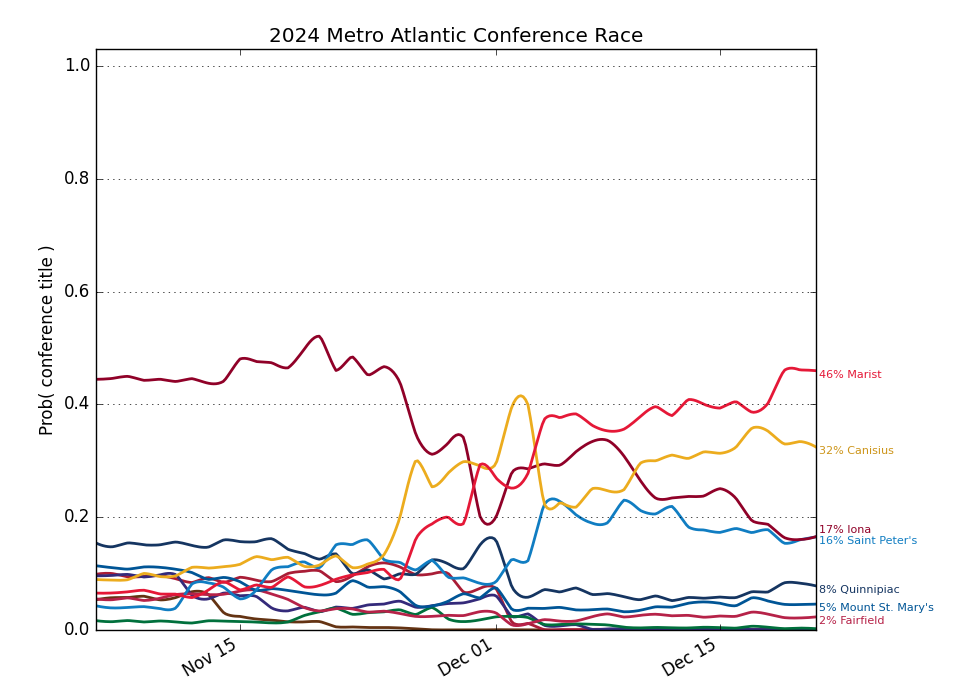 2024 Metro Atlantic Conference Race
1.0
0.8
0.6
0.4
0.2
0.0
Prob( conference title )
Nov 15
Dec 01
Dec 15
46% Marist
32% Canisius
17% Iona
16% Saint Peter's
8% Quinnipiac
5% Mount St. Mary's
2% Fairfield